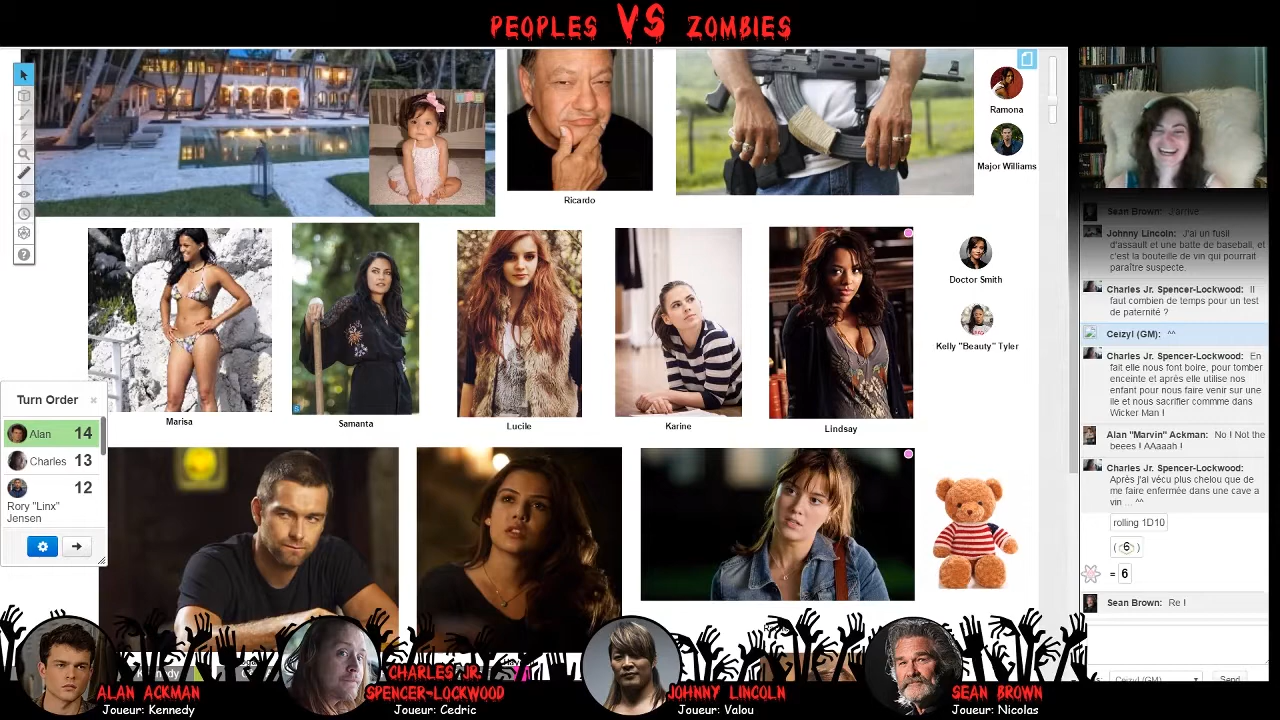 PEOPLES VS ZOMBIES
Ricardo
Ramona
Major Williams
Doctor Smith
Kelly "Beauty" Tyler
Marisa
Samanta
Lucile
Karine
Lindsay
Turn Order ×
Alan 14
Charles 13
12
Rory "Linx"
Jensen
Sean Brown: J'arrive.
Johnny Lincoln: J'ai un fusil
d'assault et une batte de baseball, et
c'est la bouteille de vin qui pourrait
paraître suspecte.
Charles Jr. Spencer-Lockwood: Il
faut combien de temps pour un test
de paternité ?
Ceizyl (GM): ^^
Charles Jr. Spencer-Lockwood: En
fait elle nous font boire, pour tomber
enceinte et après elle utilise nos
enfant pour nous faire venir sur une
ile et nous sacrifier commme dans
Wicker Man !
Alan "Marvin" Ackman: No ! Not the
beees ! AAaaah !
Charles Jr. Spencer-Lockwood:
Après j'ai vécu plus chelou que de
me faire enfermée dans une cave a
vin ... ^^
rolling 1D10
(6)
= 6
Sean Brown: Re !
Ceizyl (GM)
Send
ALAN ACKMAN
Joueur: Kennedy
CHARLES JR.
SPENCER-LOCKWOOD
Joueur: Cedric
JOHNNY LINCOLN
Joueur: Valou
SEAN BROWN
Joueur: Nicolas